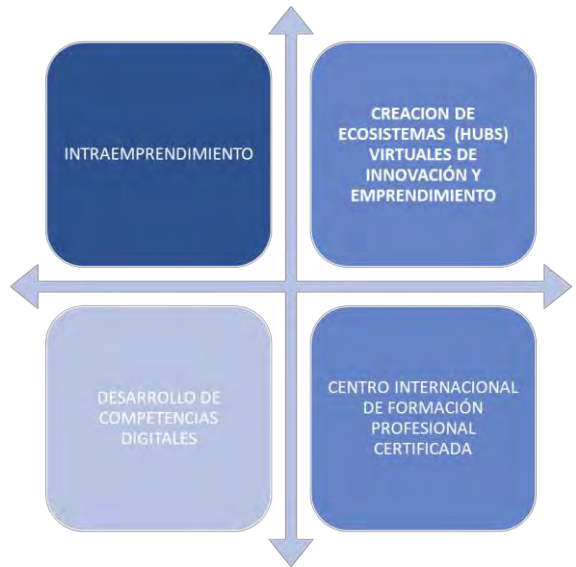 INTRAEMPRENDIMIENTO
CREACION DE
ECOSISTEMAS (HUBS)
VIRTUALES DE
INNOVACIÓN Y
EMPRENDIMIENTO
DESARROLLO DE
COMPETENCIAS
DIGITALES
CENTRO INTERNACIONAL
DE FORMACIÓN
PROFESIONAL
CERTIFICADA